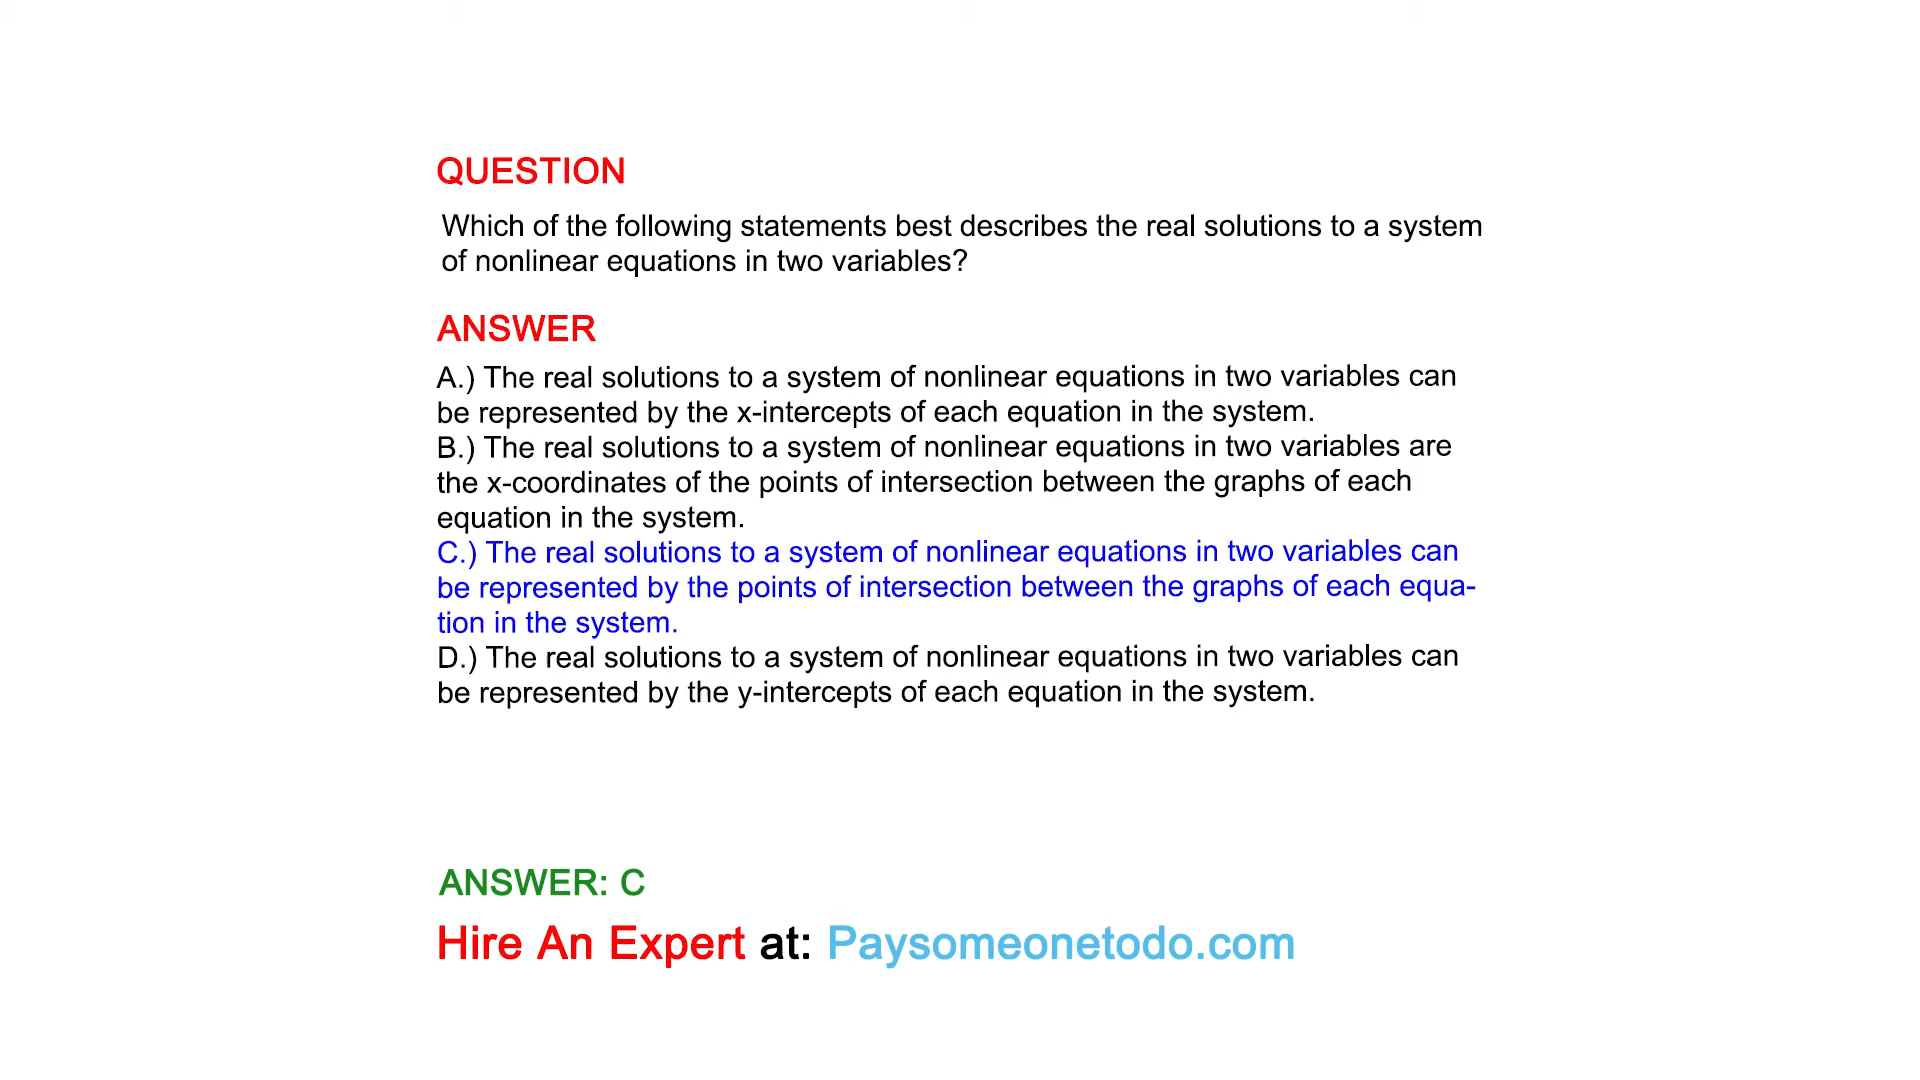 QUESTION
Which of the following statements best describes the real solutions to a system
of nonlinear equations in two variables?
ANSWER
A.) The real solutions to a system of nonlinear equations in two variables can
be represented by the x-intercepts of each equation in the system.
B.) The real solutions to a system of nonlinear equations in two variables are
the x-coordinates of the points of intersection between the graphs of each
equation in the system.
C.) The real solutions to a system of nonlinear equations in two variables can
be represented by the points of intersection between the graphs of each equa-
tion in the system.
D.) The real solutions to a system of nonlinear equations in two variables can
be represented by the y-intercepts of each equation in the system.
ANSWER: C
Hire An Expert at: Paysomeonetodo.com